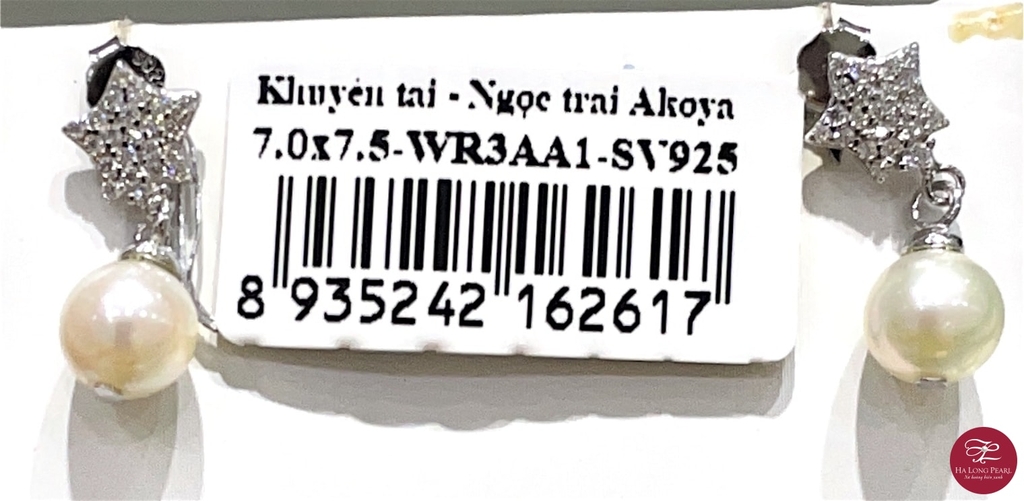 Khuyên tai - Ngọc trai Akoya
7.0x7.5-WR3AA1-SV925
8 935242 162617
HA LONG PEARL